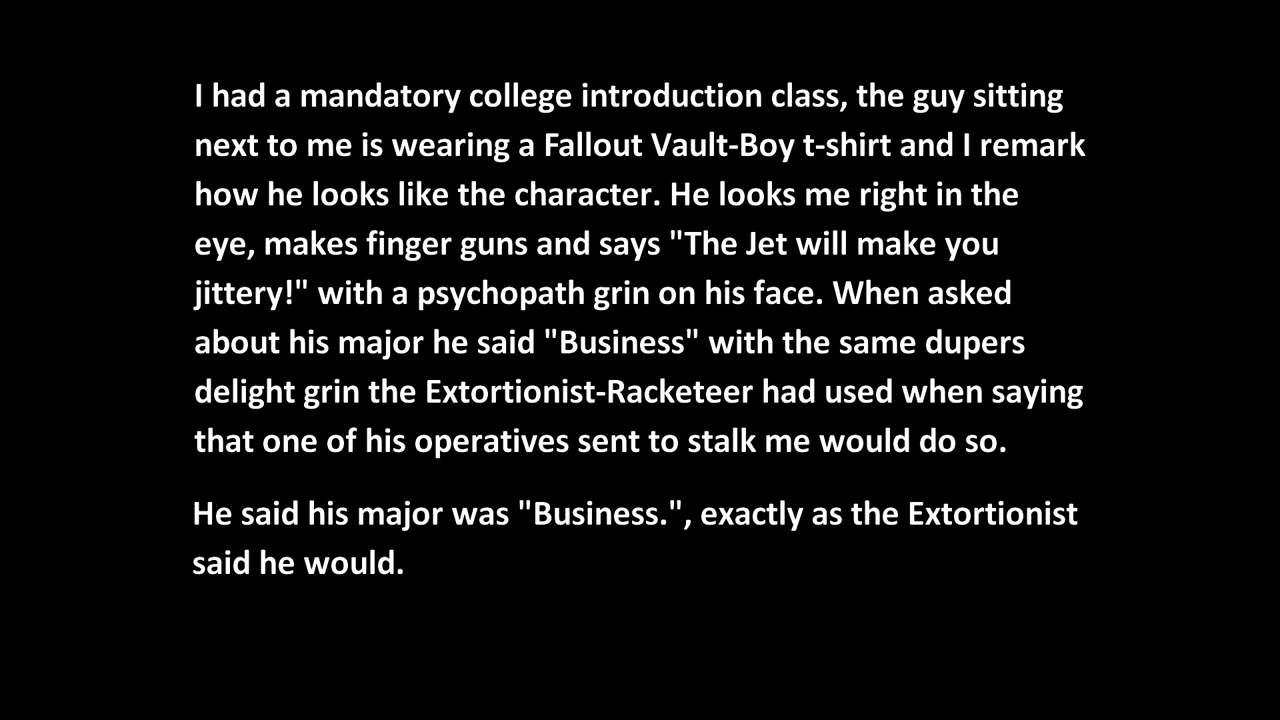 I had a mandatory college introduction class, the guy sitting
next to me is wearing a Fallout Vault-Boy t-shirt and I remark
how he looks like the character. He looks me right in the
eye, makes finger guns and says "The Jet will make you
jittery!" with a psychopath grin on his face. When asked
about his major he said "Business" with the same dupers
delight grin the Extortionist-Racketeer had used when saying
that one of his operatives sent to stalk me would do so.
He said his major was "Business.", exactly as the Extortionist
said he would.